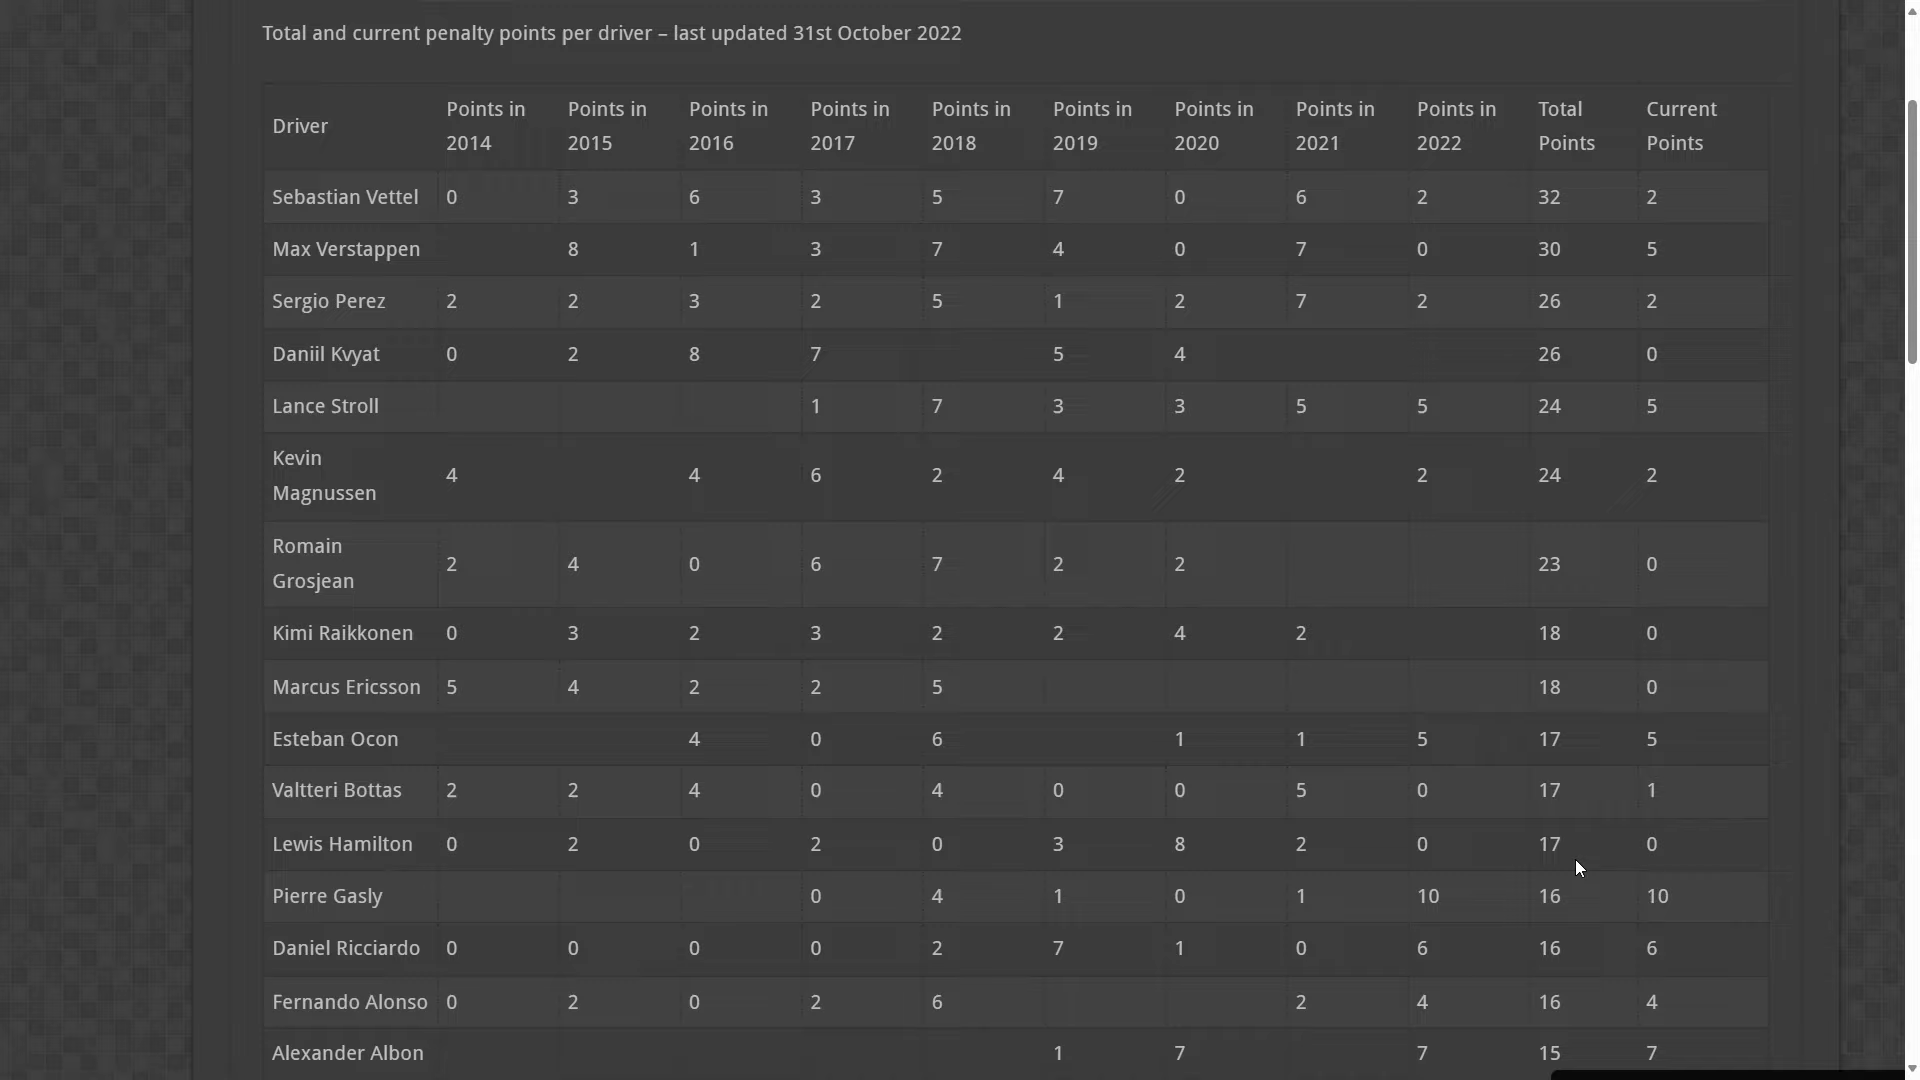 Total and current penalty points per driver – last updated 31st October 2022
Driver Points in 2014 Points in 2015 Points in 2016 Points in 2017 Points in 2018 Points in 2019 Points in 2020 Points in 2021 Points in 2022 Total Points Current Points
Sebastian Vettel 0 3 6 3 5 7 0 6 2 32 2
Max Verstappen 8 1 3 7 4 0 7 0 30 5
Sergio Perez 2 2 3 2 5 1 2 7 2 26 2
Daniil Kvyat 0 2 8 7 5 4 26 0
Lance Stroll 1 7 3 3 5 5 24 5
Kevin Magnussen 4 4 6 2 4 2 2 24 2
Romain Grosjean 2 4 0 6 7 2 2 23 0
Kimi Raikkonen 0 3 2 3 2 2 4 2 18 0
Marcus Ericsson 5 4 2 2 5 18 0
Esteban Ocon 4 0 6 1 1 5 17 5
Valtteri Bottas 2 2 4 0 4 0 0 5 0 17 1
Lewis Hamilton 0 2 0 2 0 3 8 2 0 17 0
Pierre Gasly 0 4 1 0 1 10 16 10
Daniel Ricciardo 0 0 0 0 2 7 1 0 6 16 6
Fernando Alonso 0 2 0 2 6 2 4 16 4
Alexander Albon 1 7 7 15 7